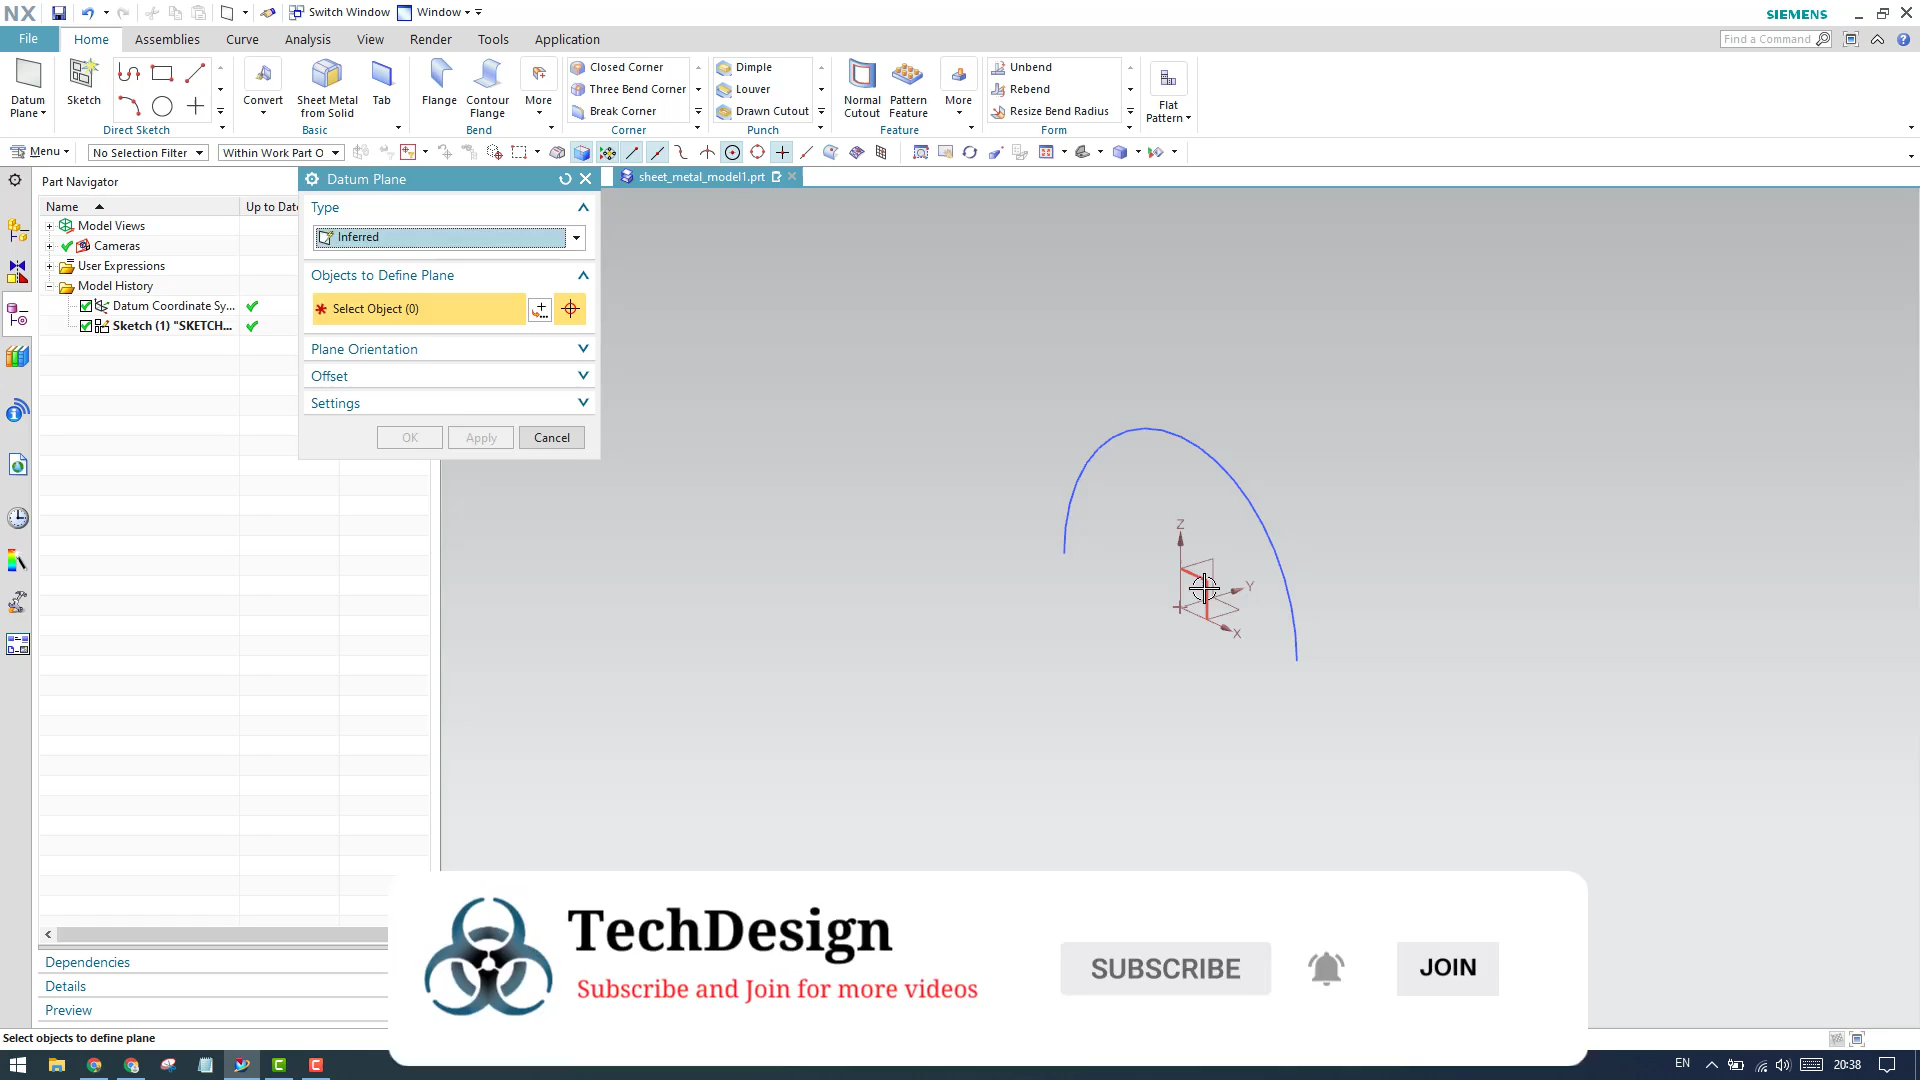 NX
Switch Window
Window
SIEMENS
File
Home
Assemblies
Curve
Analysis
View
Render
Tools
Application
Find a Command
Datum
Plane
Sketch
Direct Sketch
Convert
Sheet Metal
from Solid
Tab
Basic
Flange
Contour
Flange
More
Bend
Closed Corner
Three Bend Corner
Break Corner
Corner
Dimple
Louver
Drawn Cutout
Punch
Normal
Cutout
Pattern
Feature
More
Feature
Unbend
Rebend
Resize Bend Radius
Form
Flat
Pattern
Menu
No Selection Filter
Within Work Part O
Part Navigator
Name
Up to Date
Model Views
Cameras
User Expressions
Model History
Datum Coordinate Sy...
Sketch (1) "SKETCH...
Datum Plane
Type
Inferred
Objects to Define Plane
* Select Object (0)
Plane Orientation
Offset
Settings
OK
Apply
Cancel
sheet_metal_model1.prt
Z
Y
X
Dependencies
Details
Preview
TechDesign
Subscribe and Join for more videos
SUBSCRIBE
JOIN
Select objects to define plane
EN
20:38